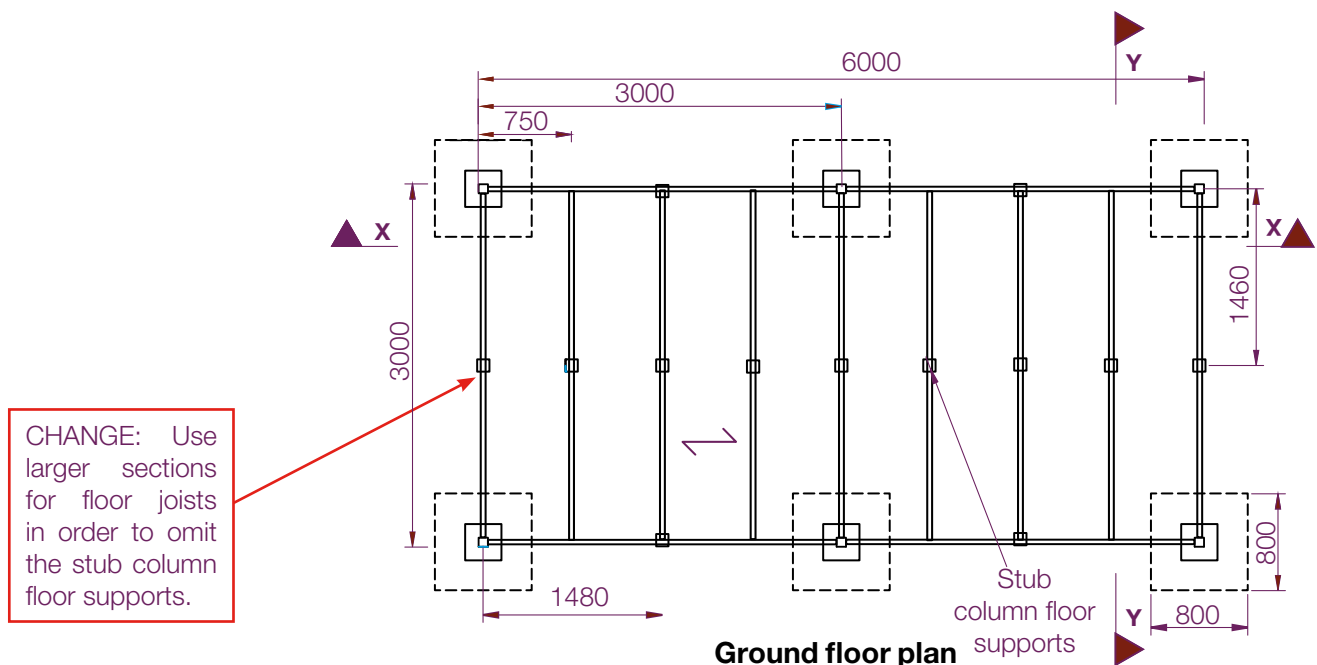 Y
6000
3000
750
X
X
3000
1460
CHANGE: Use
larger sections
for floor joists
in order to omit
the stub column
floor supports.
800
1480
Stub
column floor
supports
Y
800
Ground floor plan